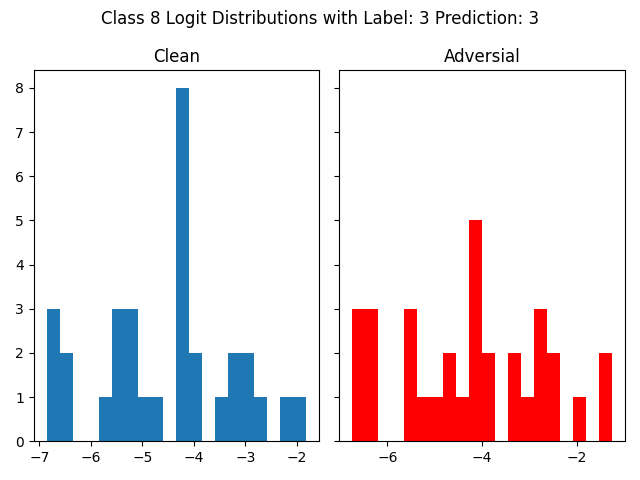 Class 8 Logit Distributions with Label: 3 Prediction: 3
Clean
Adversial
8
7
6
5
4
3
2
1
0
−7 −6 −5 −4 −3 −2
−6 −4 −2